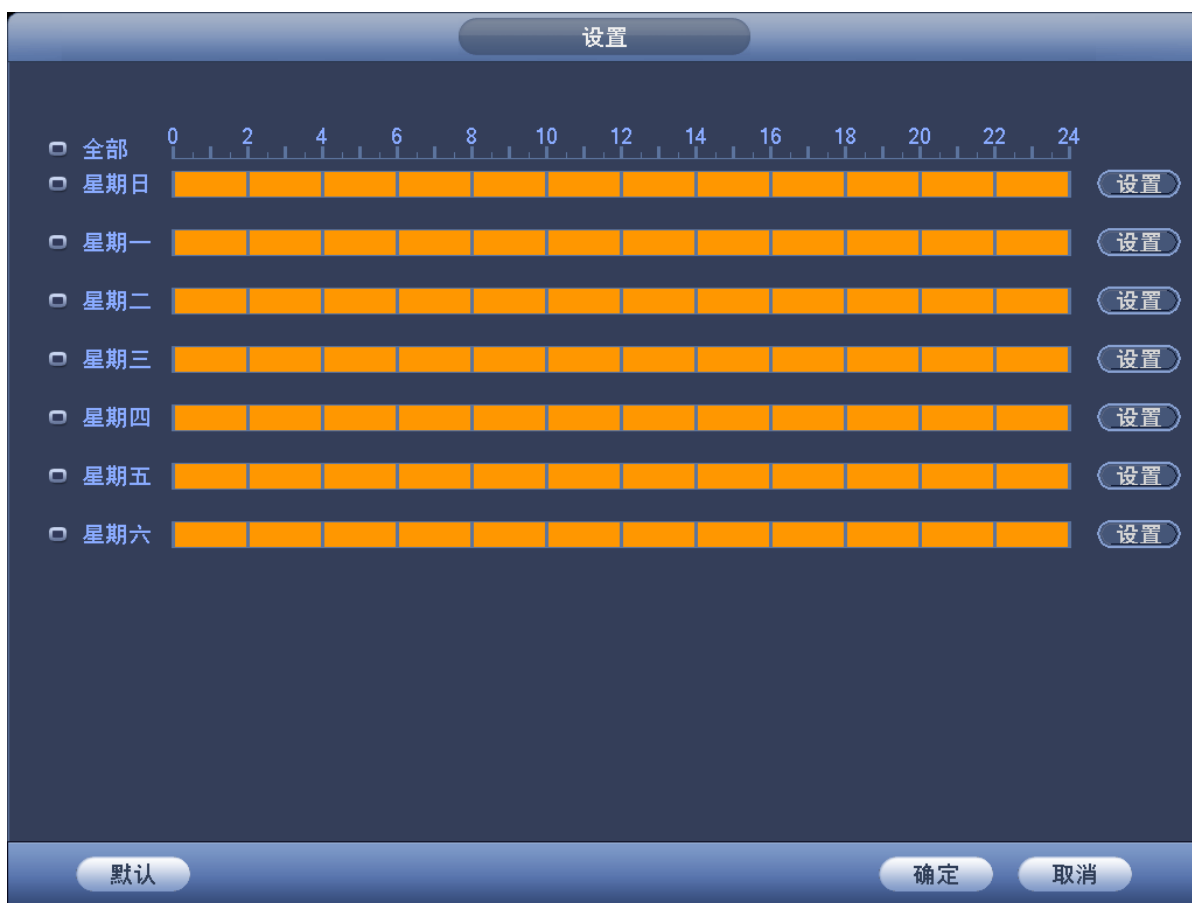 设置
0 2 4 6 8 10 12 14 16 18 20 22 24
全部
星期日 设置
星期一 设置
星期二 设置
星期三 设置
星期四 设置
星期五 设置
星期六 设置
默认 确定 取消